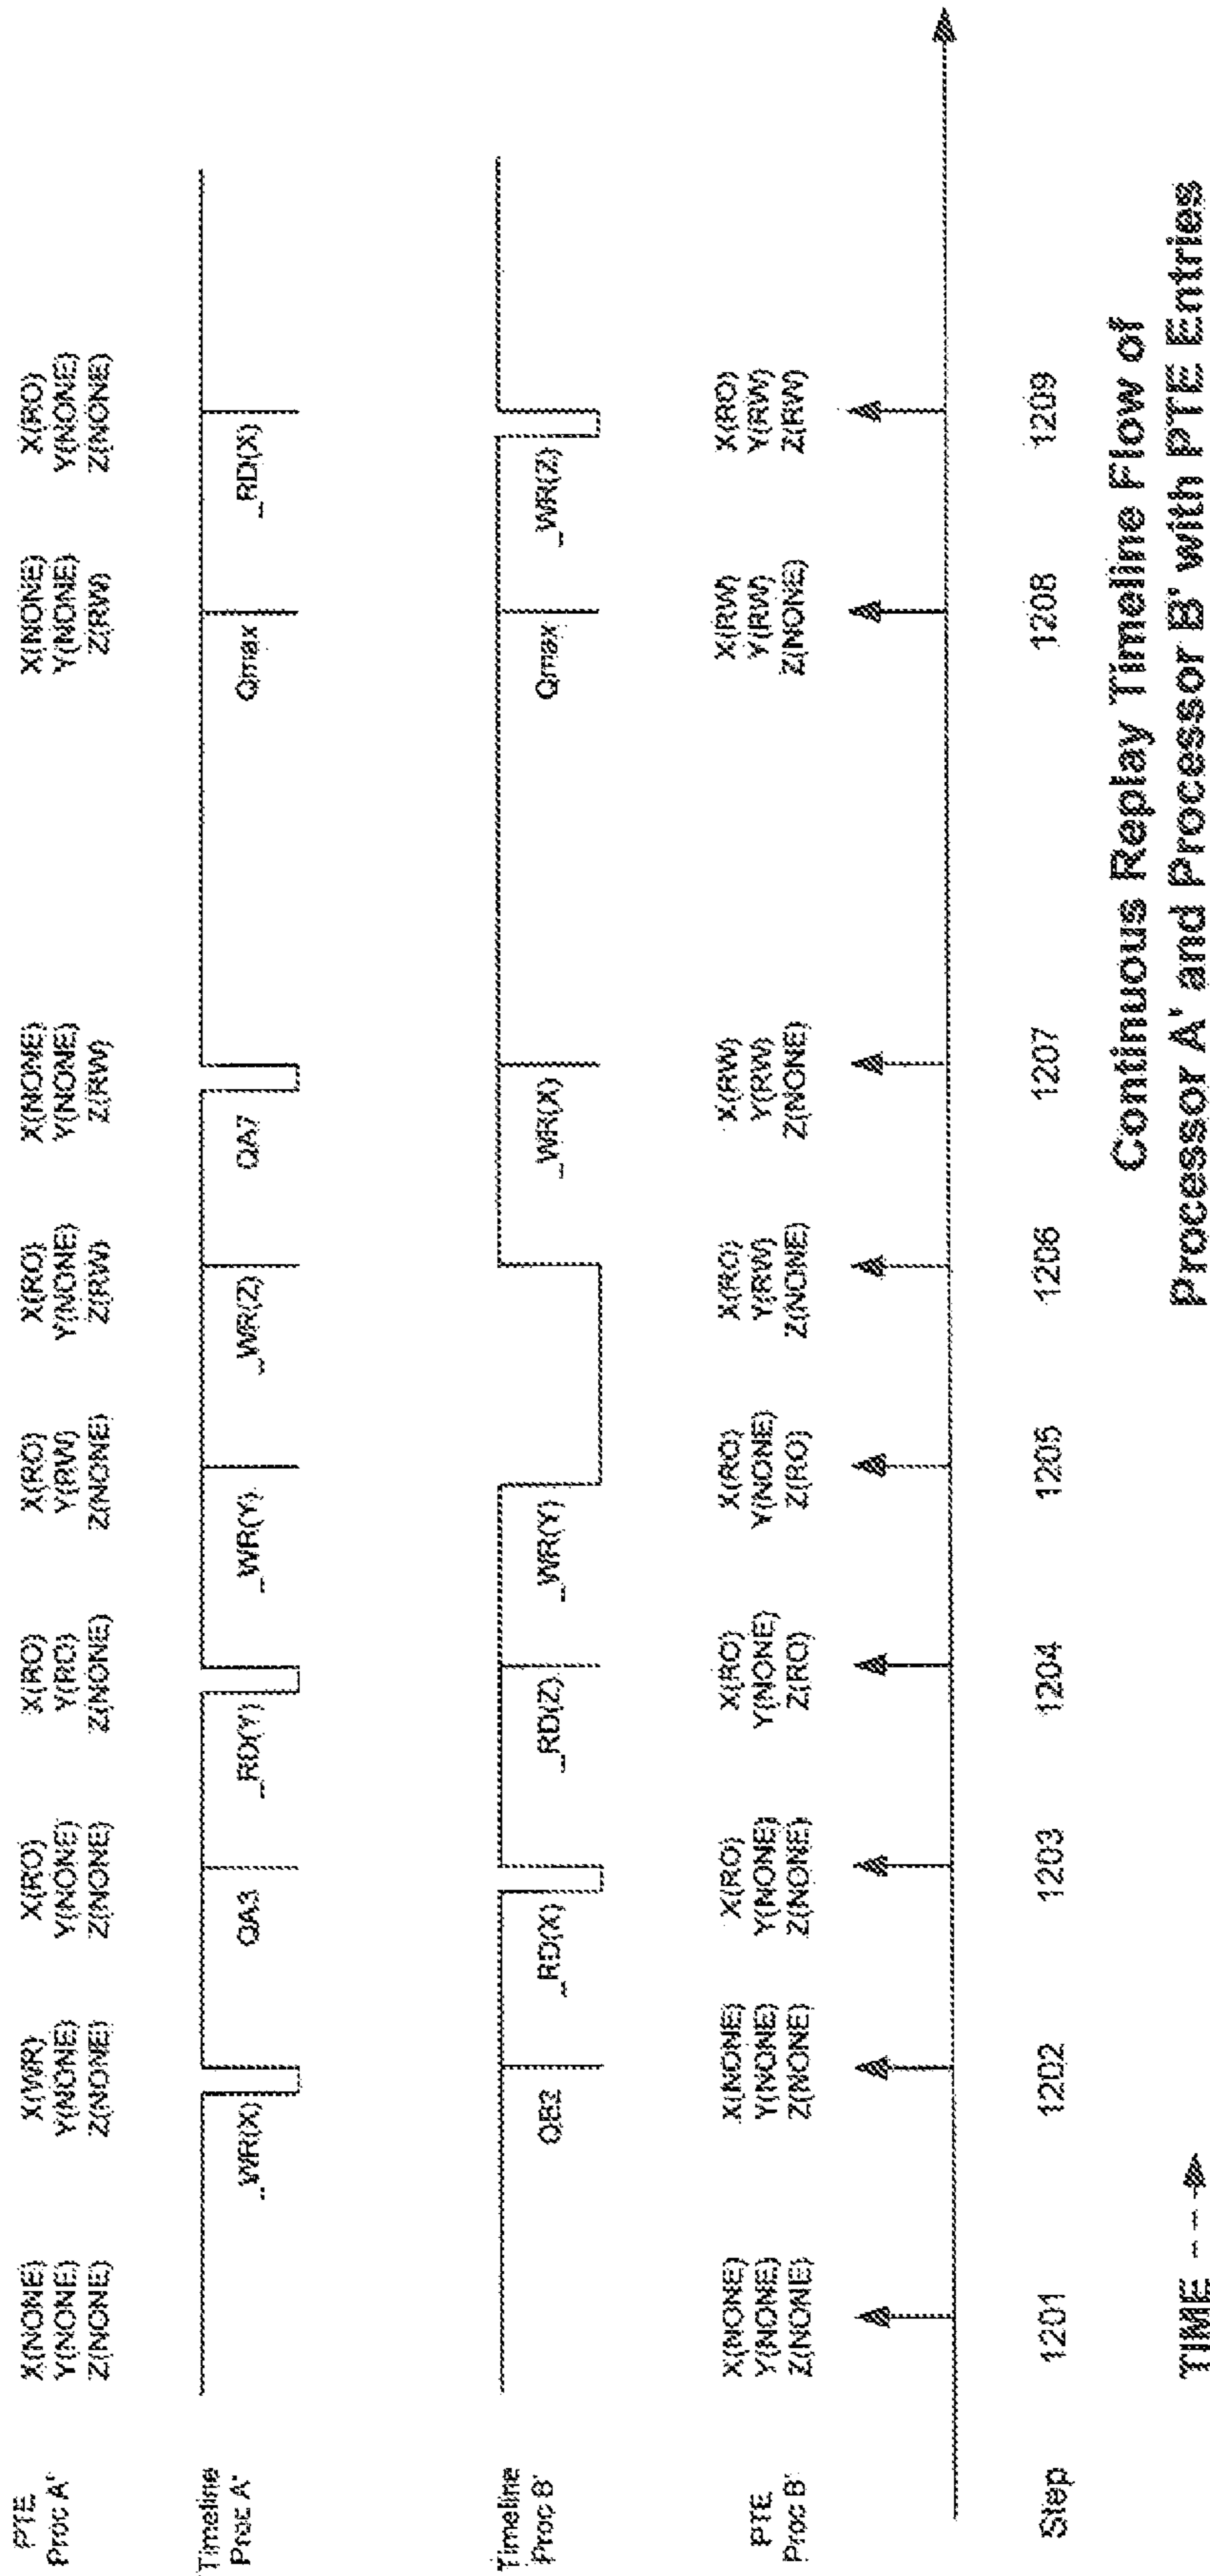 PTE
Proc A'
X(NONE)
Y(NONE)
Z(NONE)
X(WR)
Y(NONE)
Z(NONE)
X(RO)
Y(NONE)
Z(NONE)
X(RO)
Y(RO)
Z(NONE)
X(RO)
Y(RW)
Z(NONE)
X(RO)
Y(NONE)
Z(RW)
X(NONE)
Y(NONE)
Z(RW)
X(NONE)
Y(NONE)
Z(RW)
X(RO)
Y(NONE)
Z(NONE)
Timeline
Proc A'
_WR(X)
QA3
_RD(Y)
_WR(Y)
_WR(Z)
QA7
Qmax
_RD(X)
Timeline
Proc B'
QB2
_RD(X)
_RD(Z)
_WR(Y)
_WR(X)
Qmax
_WR(Z)
PTE
Proc B'
X(NONE)
Y(NONE)
Z(NONE)
X(NONE)
Y(NONE)
Z(NONE)
X(RO)
Y(NONE)
Z(NONE)
X(RO)
Y(NONE)
Z(RO)
X(RO)
Y(NONE)
Z(RO)
X(RO)
Y(RW)
Z(NONE)
X(RW)
Y(RW)
Z(NONE)
X(RW)
Y(RW)
Z(NONE)
X(RO)
Y(RW)
Z(RW)
Step 1201 1202 1203 1204 1205 1206 1207 1208 1209
TIME
Continuous Replay Timeline Flow of
Processor A' and Processor B' with PTE Entries